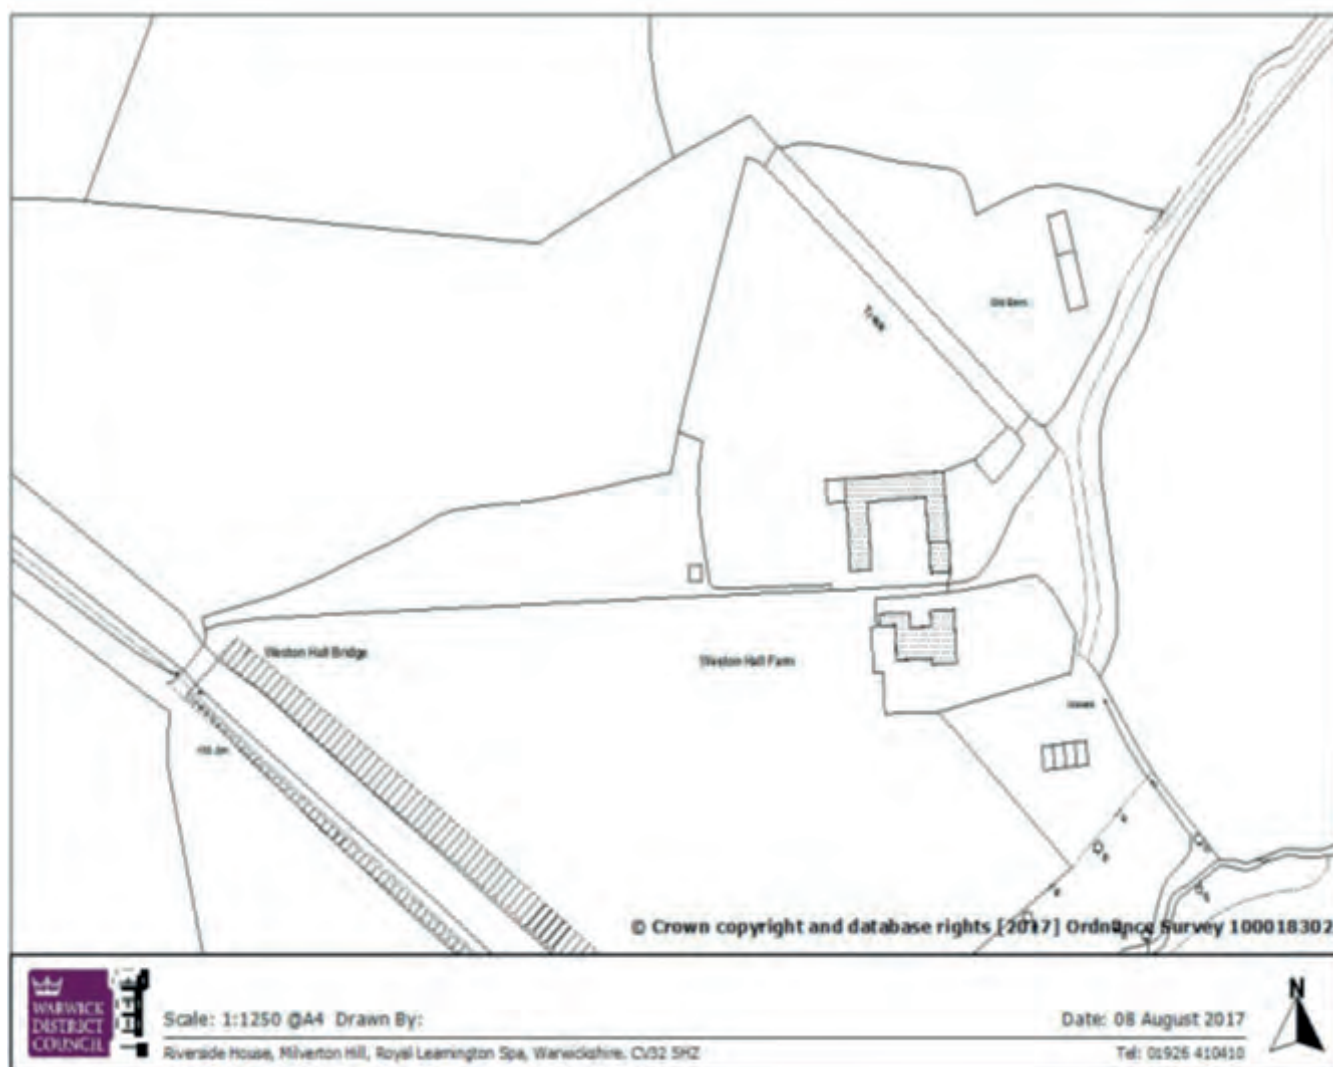 Track
Weston Hall Bridge
Weston Hall Farm
© Crown copyright and database rights [2017] Ordnance Survey 100018302
WARWICK
DISTRICT
COUNCIL
Scale: 1:1250 @A4 Drawn By:
Date: 08 August 2017
N
Riverside House, Milverton Hill, Royal Leamington Spa, Warwickshire. CV32 5HZ
Tel: 01926 410410